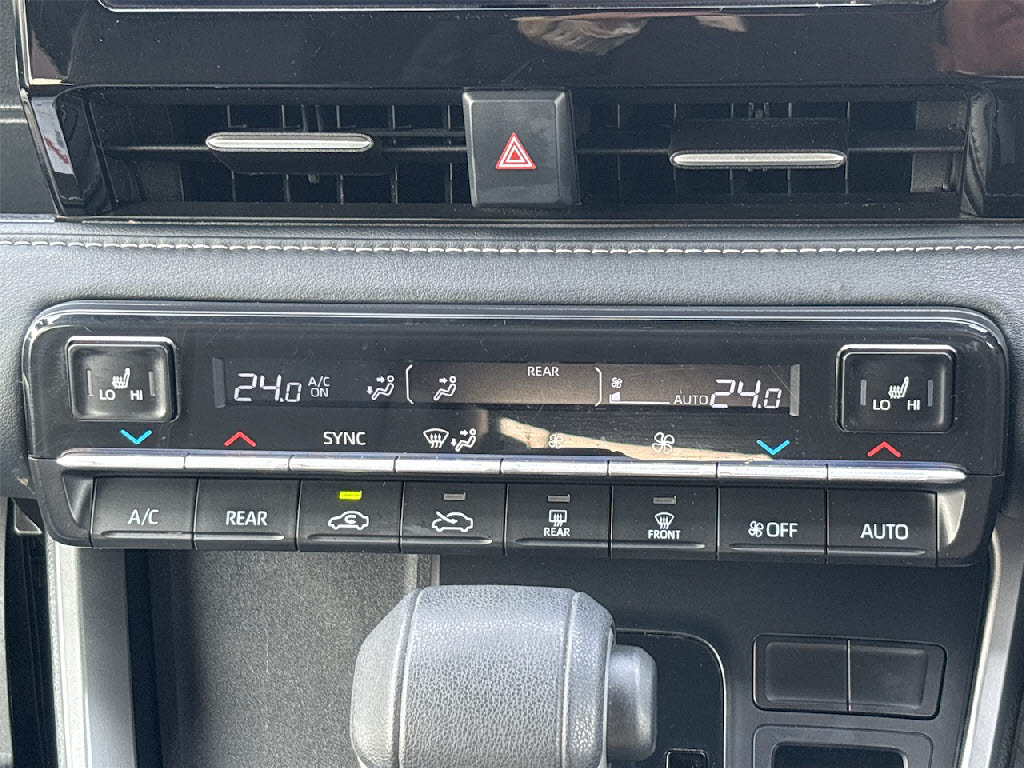 24.0 A/C ON REAR AUTO 24.0
LO HI
LO HI
SYNC
A/C REAR REAR FRONT OFF AUTO